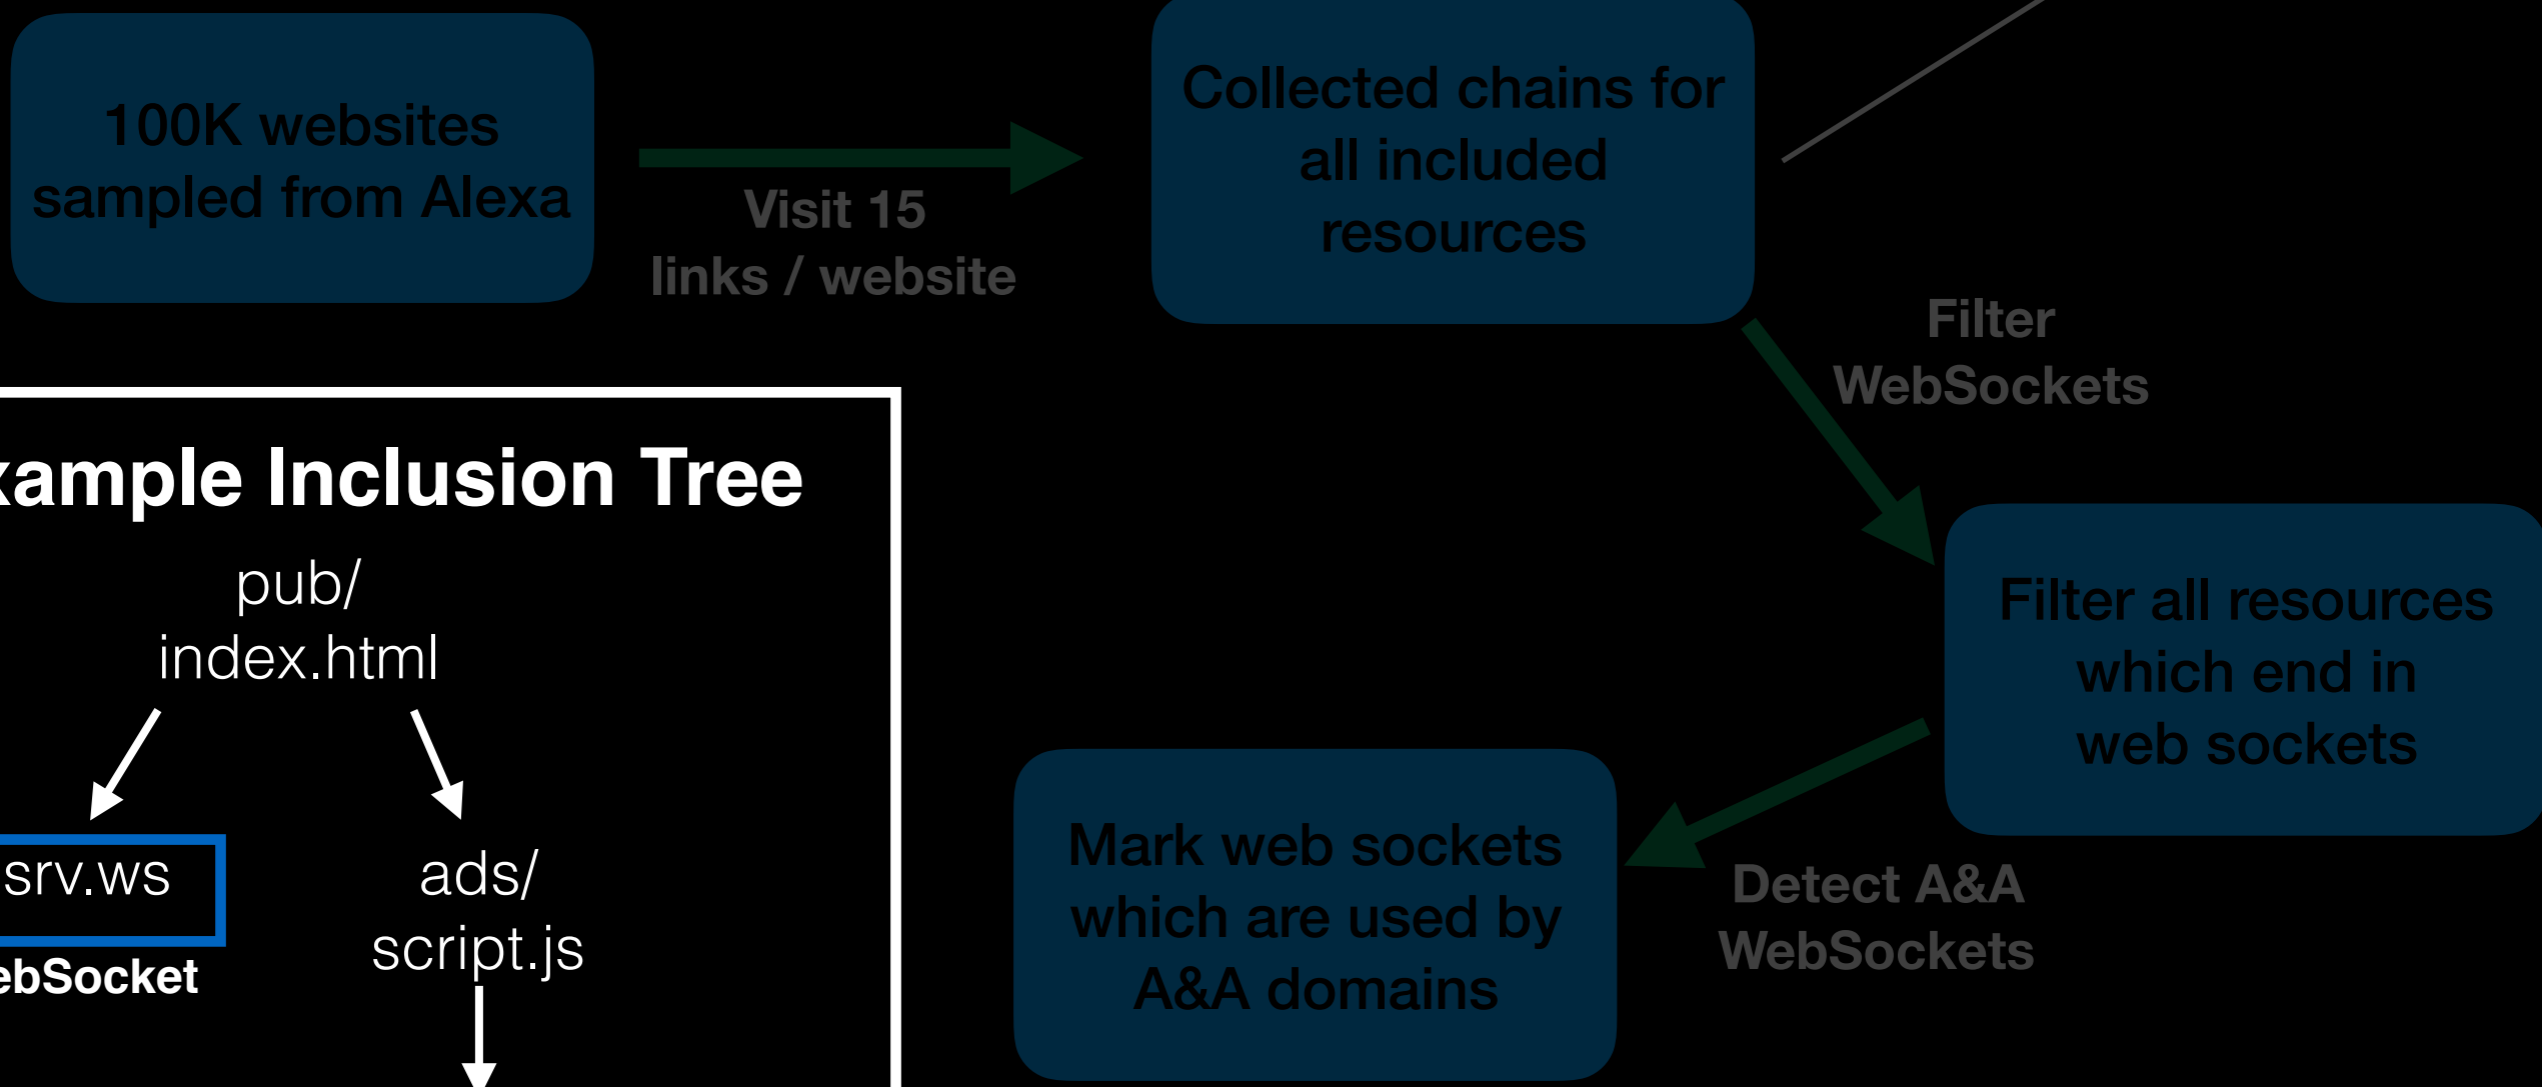 100K websites
sampled from Alexa
Visit 15
links / website
Collected chains for
all included
resources
Filter
WebSockets
Filter all resources
which end in
web sockets
Detect A&A
WebSockets
Mark web sockets
which are used by
A&A domains
xample Inclusion Tree
pub/
index.html
srv.ws
ebSocket
ads/
script.js